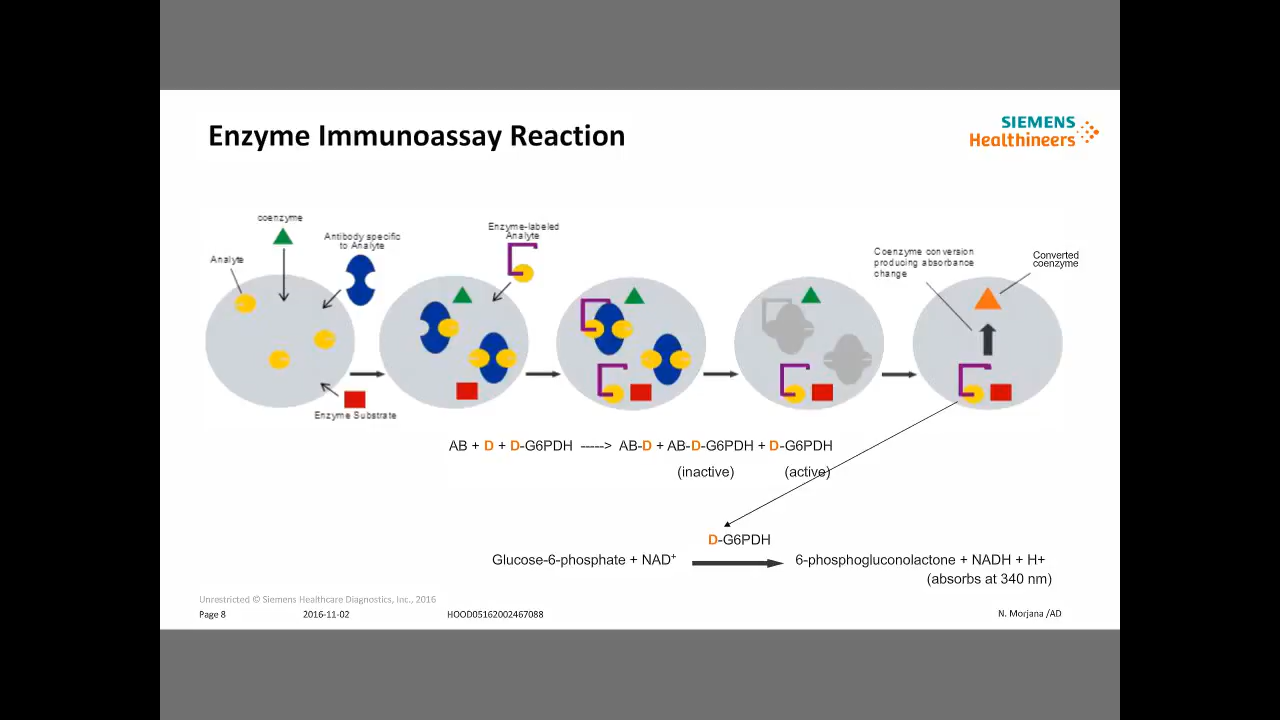 Enzyme Immunoassay Reaction
SIEMENS
Healthineers
coenzyme
Analyte
Antibody specific
to Analyte
Enzyme-labeled
Analyte
Coenzyme conversion
producing absorbance
change
Converted
coenzyme
Enzyme Substrate
AB + D + D-G6PDH -----> AB-D + AB-D-G6PDH + D-G6PDH
(inactive) (active)
D-G6PDH
Glucose-6-phosphate + NAD⁺ 6-phosphogluconolactone + NADH + H+
(absorbs at 340 nm)
Unrestricted © Siemens Healthcare Diagnostics, Inc., 2016
Page 8 2016-11-02 HOOD05162002467088 N. Morjana /AD